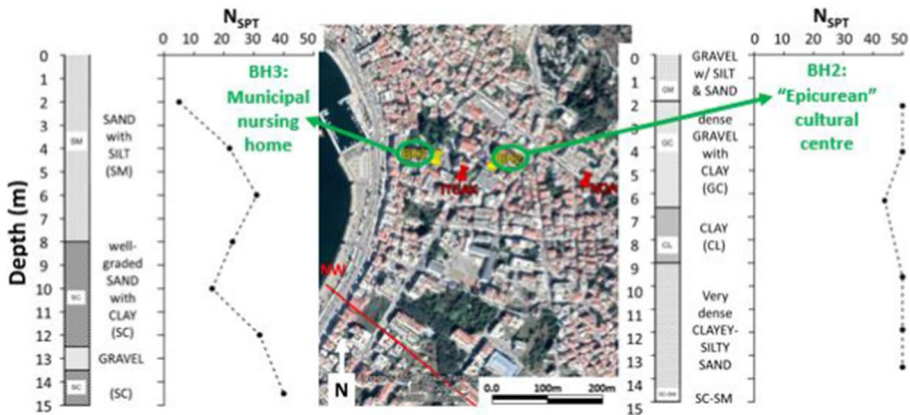 N_SPT
0 10 20 30 40 50
Depth (m)
0
1
2
3
4
5
6
7
8
9
10
11
12
13
14
15
SM
SC
SC
SAND
with
SILT
(SM)
well-
graded
SAND
with
CLAY
(SC)
GRAVEL
(SC)
BH3:
Municipal
nursing
home
NW
N
0.0 100m 200m
BH2:
"Epicurean"
cultural
centre
N_SPT
0 10 20 30 40 50
0
1
2
3
4
5
6
7
8
9
10
11
12
13
14
15
GM
GC
CL
SC-SM
GRAVEL
w/ SILT
& SAND
dense
GRAVEL
with
CLAY
(GC)
CLAY
(CL)
Very
dense
CLAYEY-
SILTY
SAND
SC-SM